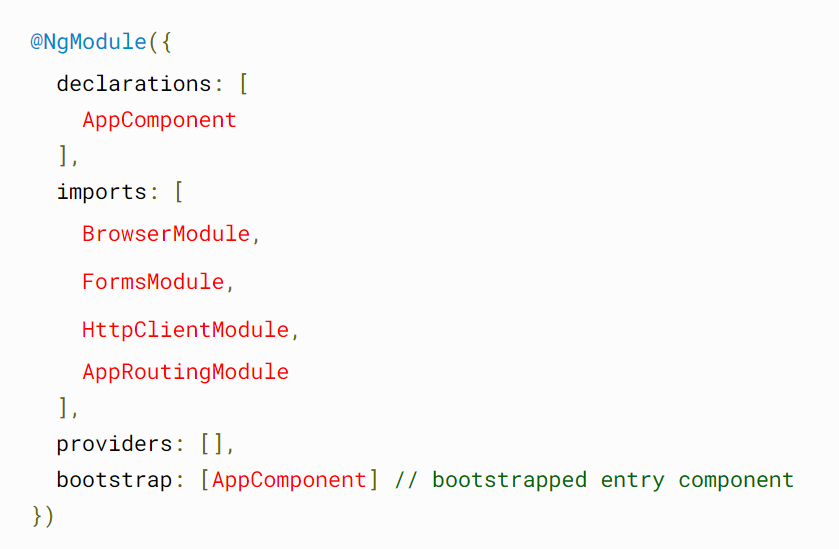 @NgModule({
  declarations: [
    AppComponent
  ],
  imports: [
    BrowserModule,
    FormsModule,
    HttpClientModule,
    AppRoutingModule
  ],
  providers: [],
  bootstrap: [AppComponent] // bootstrapped entry component
})